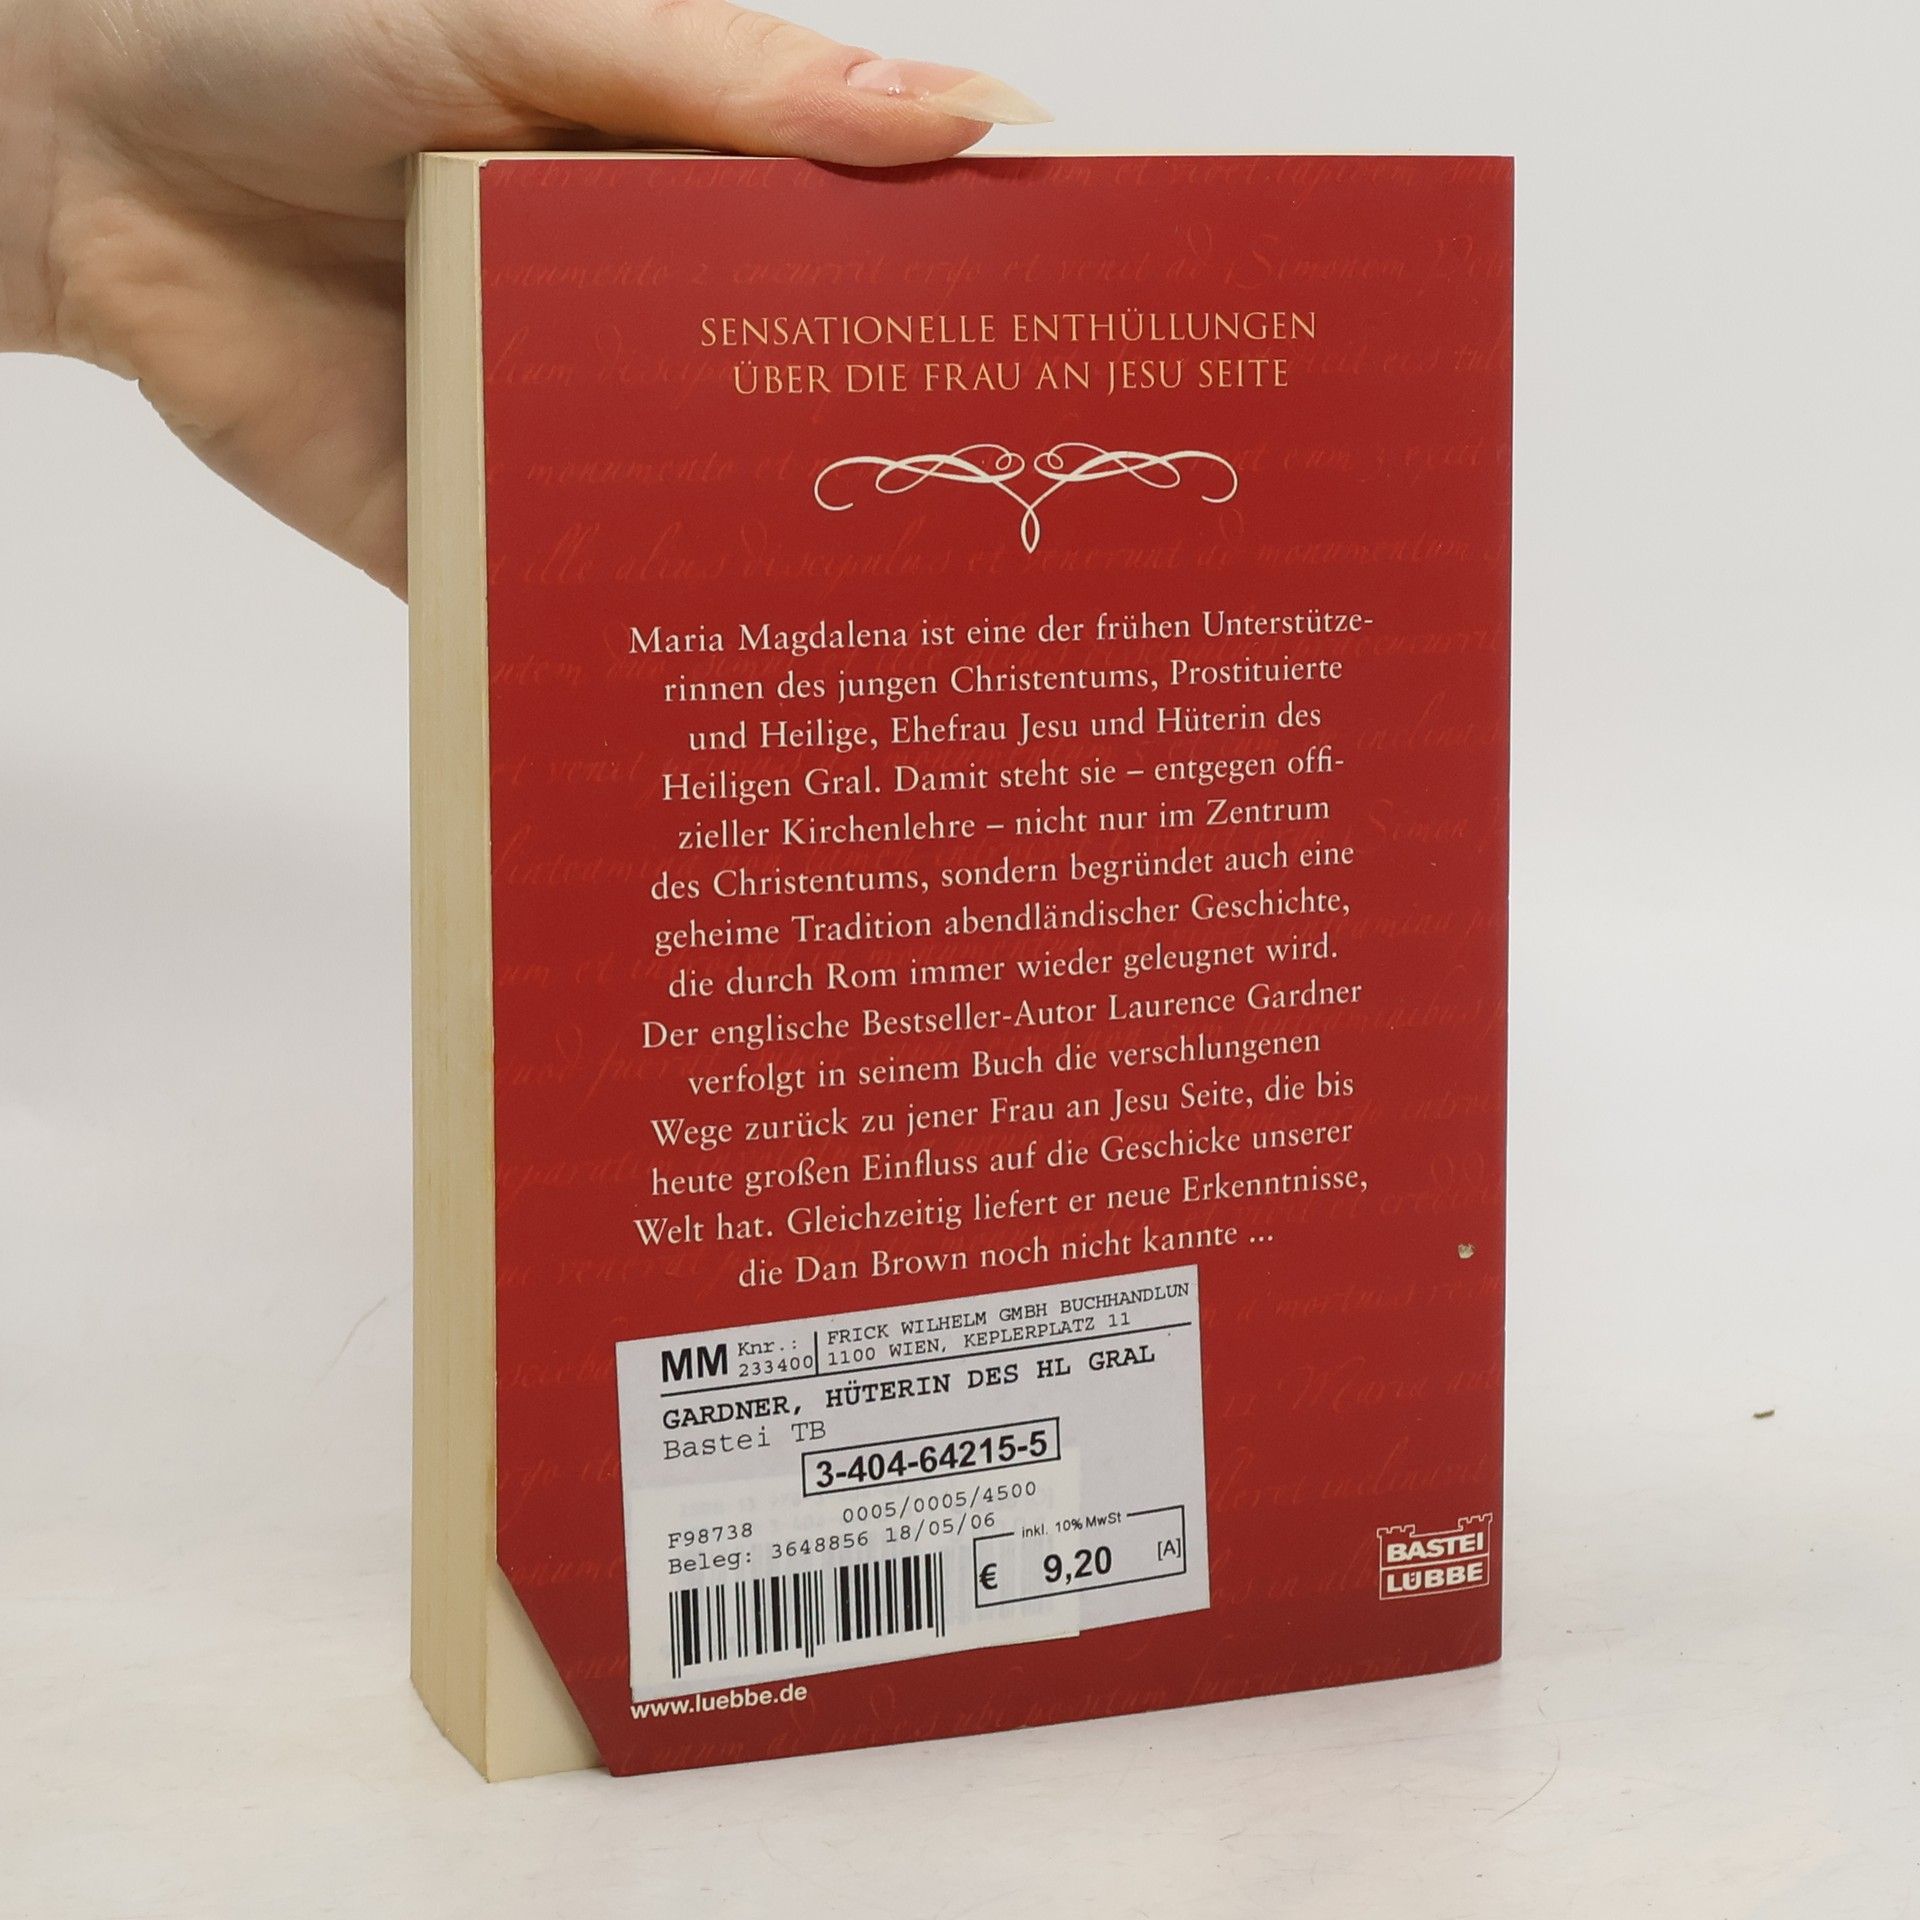 SENSATIONELLE ENTHÜLLUNGEN
ÜBER DIE FRAU AN JESU SEITE
Maria Magdalena ist eine der frühen Unterstütze-
rinnen des jungen Christentums, Prostituierte
und Heilige, Ehefrau Jesu und Hüterin des
Heiligen Gral. Damit steht sie – entgegen offi-
zieller Kirchenlehre – nicht nur im Zentrum
des Christentums, sondern begründet auch eine
geheime Tradition abendländischer Geschichte,
die durch Rom immer wieder geleugnet wird.
Der englische Bestseller-Autor Laurence Gardner
verfolgt in seinem Buch die verschlungenen
Wege zurück zu jener Frau an Jesu Seite, die bis
heute großen Einfluss auf die Geschicke unserer
Welt hat. Gleichzeitig liefert er neue Erkenntnisse,
die Dan Brown noch nicht kannte ...
MM Knr.: FRICK WILHELM GMBH BUCHHANDLUN
233400 1100 WIEN, KEPLERPLATZ 11
GARDNER, HÜTERIN DES HL GRAL
Bastei TB
3-404-64215-5
0005/0005/4500
F98738
Beleg: 3648856 18/05/06
inkl. 10% MwSt
€ 9,20 [A]
BASTEI
LÜBBE
www.luebbe.de